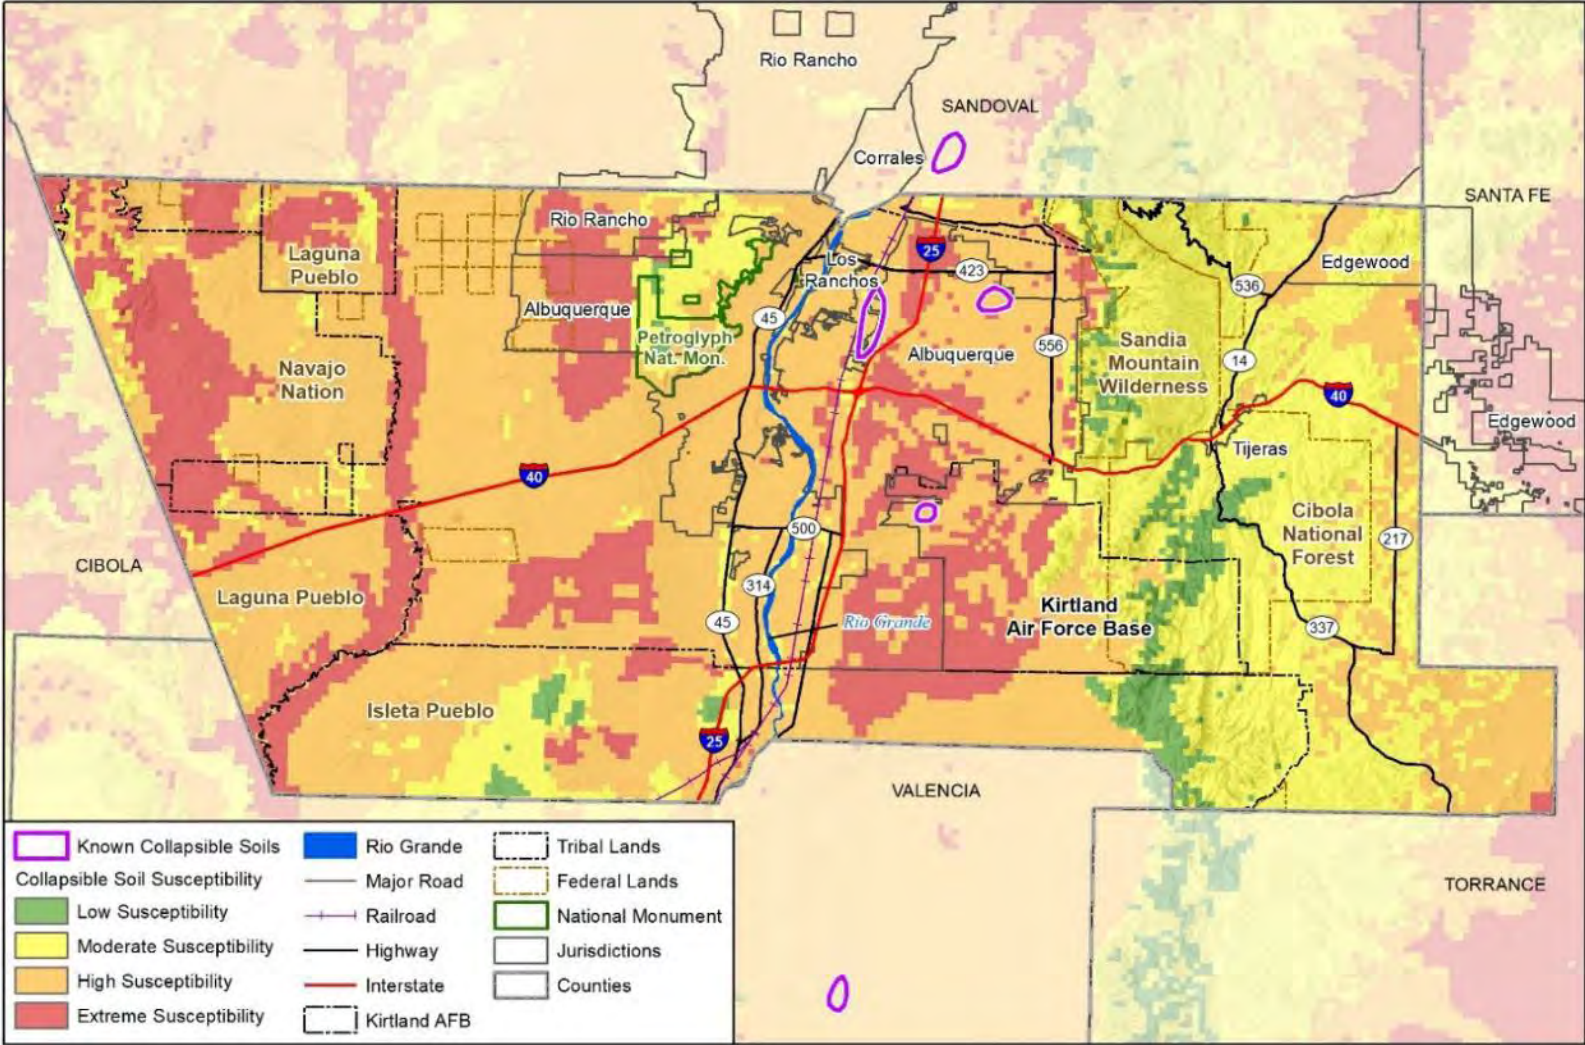 Rio Rancho
SANDOVAL
Corrales
SANTA FE
Rio Rancho
Laguna
Pueblo
25
Los
Ranchos
423
Edgewood
536
Albuquerque
45
Petroglyph
Nat. Mon.
Albuquerque
556
Sandia
Mountain
Wilderness
14
Navajo
Nation
40
Edgewood
Tijeras
40
500
Cibola
National
Forest
217
CIBOLA
Laguna Pueblo
314
45
Rio Grande
Kirtland
Air Force Base
337
Isleta Pueblo
25
VALENCIA
TORRANCE
Known Collapsible Soils
Collapsible Soil Susceptibility
Low Susceptibility
Moderate Susceptibility
High Susceptibility
Extreme Susceptibility
Rio Grande
Major Road
Railroad
Highway
Interstate
Kirtland AFB
Tribal Lands
Federal Lands
National Monument
Jurisdictions
Counties